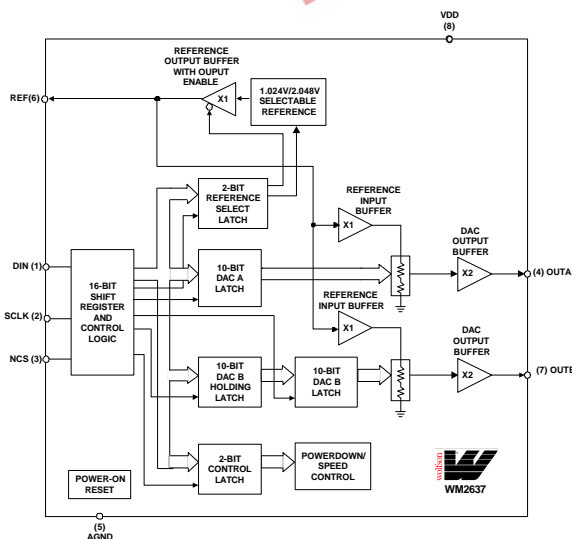 VDD
(8)
REFERENCE
OUTPUT BUFFER
WITH OUPUT
ENABLE
X1
1.024V/2.048V
SELECTABLE
REFERENCE
REF(6)
2-BIT
REFERENCE
SELECT
LATCH
REFERENCE
INPUT
BUFFER
X1
DAC
OUTPUT
BUFFER
X2
(4) OUTA
DIN (1)
SCLK (2)
NCS (3)
16-BIT
SHIFT
REGISTER
AND
CONTROL
LOGIC
10-BIT
DAC A
LATCH
REFERENCE
INPUT BUFFER
X1
DAC
OUTPUT
BUFFER
X2
(7) OUTB
10-BIT
DAC B
HOLDING
LATCH
10-BIT
DAC B
LATCH
2-BIT
CONTROL
LATCH
POWERDOWN/
SPEED
CONTROL
POWER-ON
RESET
wolfson
WM2637
(5)
AGND